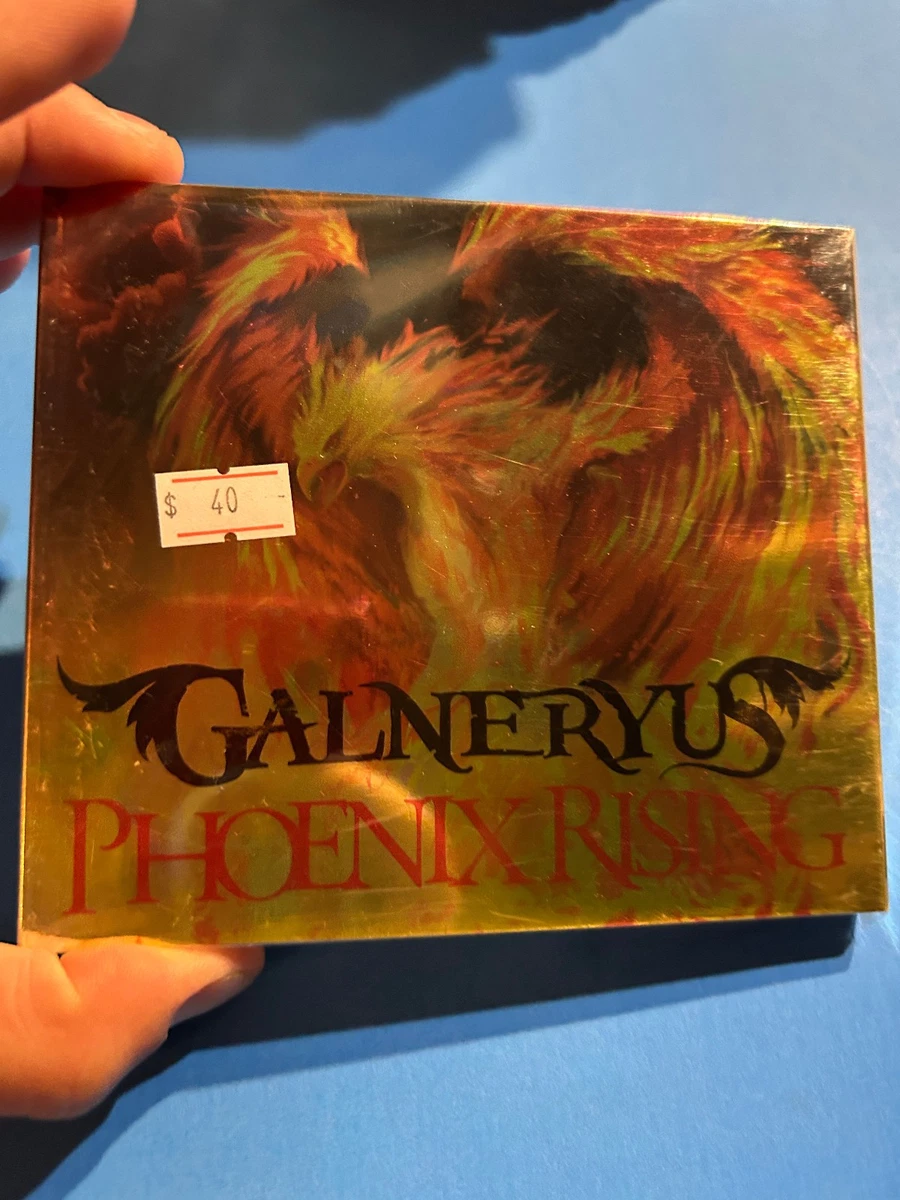 $ 40 -
GALNERYUS
PHOENIX RISING